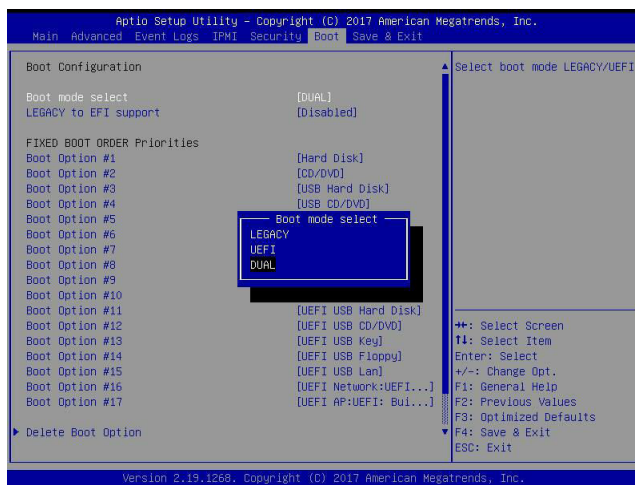 Aptio Setup Utility – Copyright (C) 2017 American Megatrends, Inc.
Main Advanced Event Logs IPMI Security Boot Save & Exit
Boot Configuration
Select boot mode LEGACY/UEFI
Boot mode select [DUAL]
LEGACY to EFI support [Disabled]
FIXED BOOT ORDER Priorities
Boot Option #1 [Hard Disk]
Boot Option #2 [CD/DVD]
Boot Option #3 [USB Hard Disk]
Boot Option #4 [USB CD/DVD]
Boot Option #5
Boot Option #6
Boot Option #7
Boot Option #8
Boot Option #9
Boot Option #10
Boot mode select
LEGACY
UEFI
DUAL
Boot Option #11 [UEFI USB Hard Disk]
Boot Option #12 [UEFI USB CD/DVD]
Boot Option #13 [UEFI USB Key]
Boot Option #14 [UEFI USB Floppy]
Boot Option #15 [UEFI USB Lan]
Boot Option #16 [UEFI Network:UEFI...]
Boot Option #17 [UEFI AP:UEFI: Bui...]
Delete Boot Option
→←: Select Screen
↑↓: Select Item
Enter: Select
+/-: Change Opt.
F1: General Help
F2: Previous Values
F3: Optimized Defaults
F4: Save & Exit
ESC: Exit
Version 2.19.1268. Copyright (C) 2017 American Megatrends, Inc.